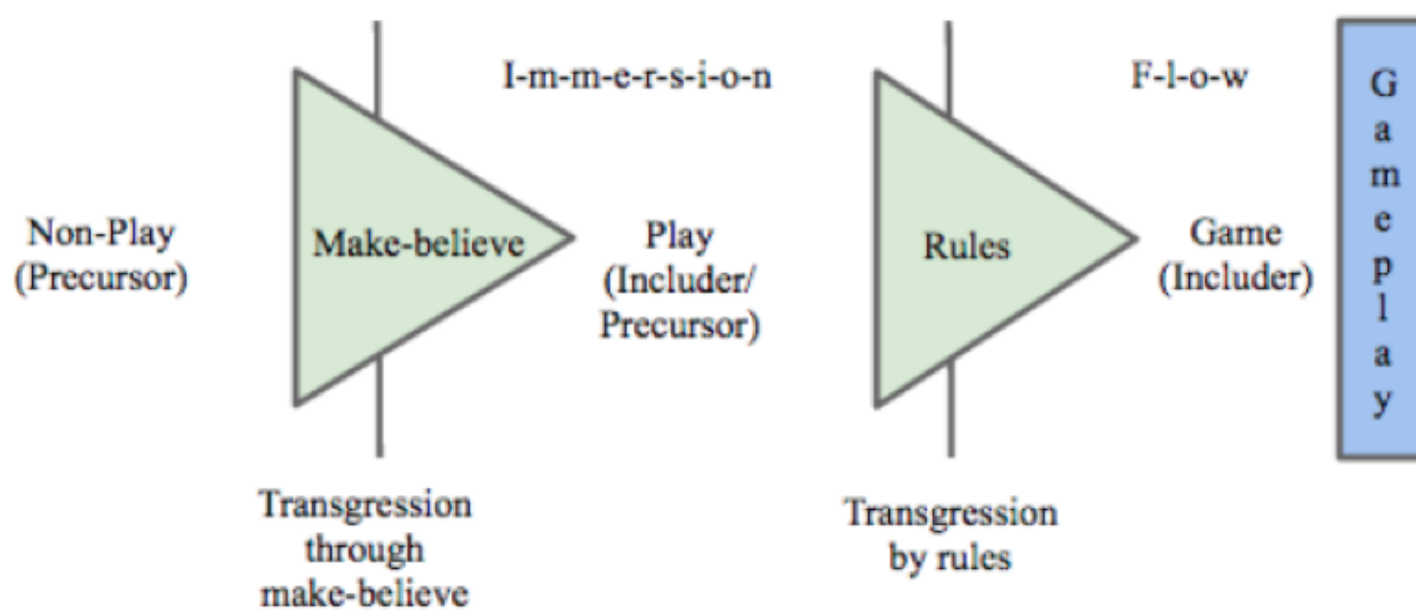 I-m-m-e-r-s-i-o-n
F-l-o-w
Non-Play
(Precursor)
Make-believe
Play
(Includer/
Precursor)
Rules
Game
(Includer)
G
a
m
e
p
l
a
y
Transgression
through
make-believe
Transgression
by rules